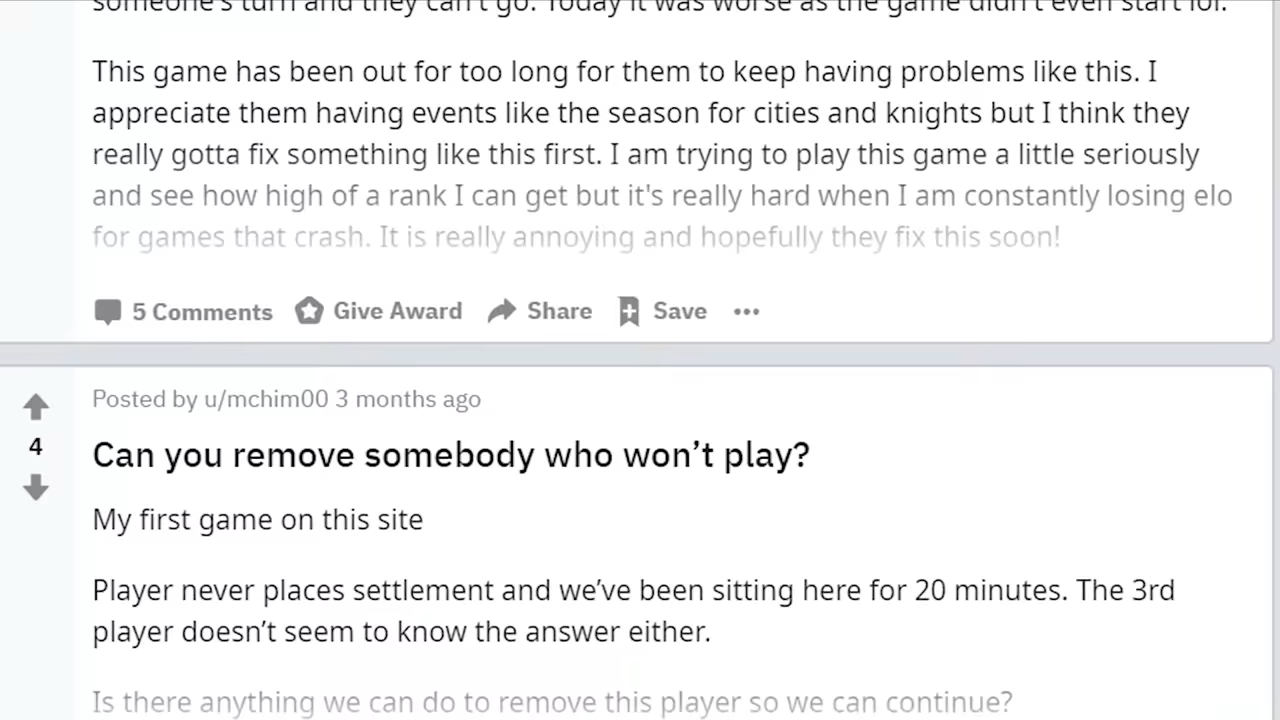 someone's turn and they can't go. Today it was worse as the game didn't even start lol.
This game has been out for too long for them to keep having problems like this. I
appreciate them having events like the season for cities and knights but I think they
really gotta fix something like this first. I am trying to play this game a little seriously
and see how high of a rank I can get but it's really hard when I am constantly losing elo
for games that crash. It is really annoying and hopefully they fix this soon!
5 Comments Give Award Share Save •••
Posted by u/mchim00 3 months ago
4
Can you remove somebody who won’t play?
My first game on this site
Player never places settlement and we’ve been sitting here for 20 minutes. The 3rd
player doesn’t seem to know the answer either.
Is there anything we can do to remove this player so we can continue?